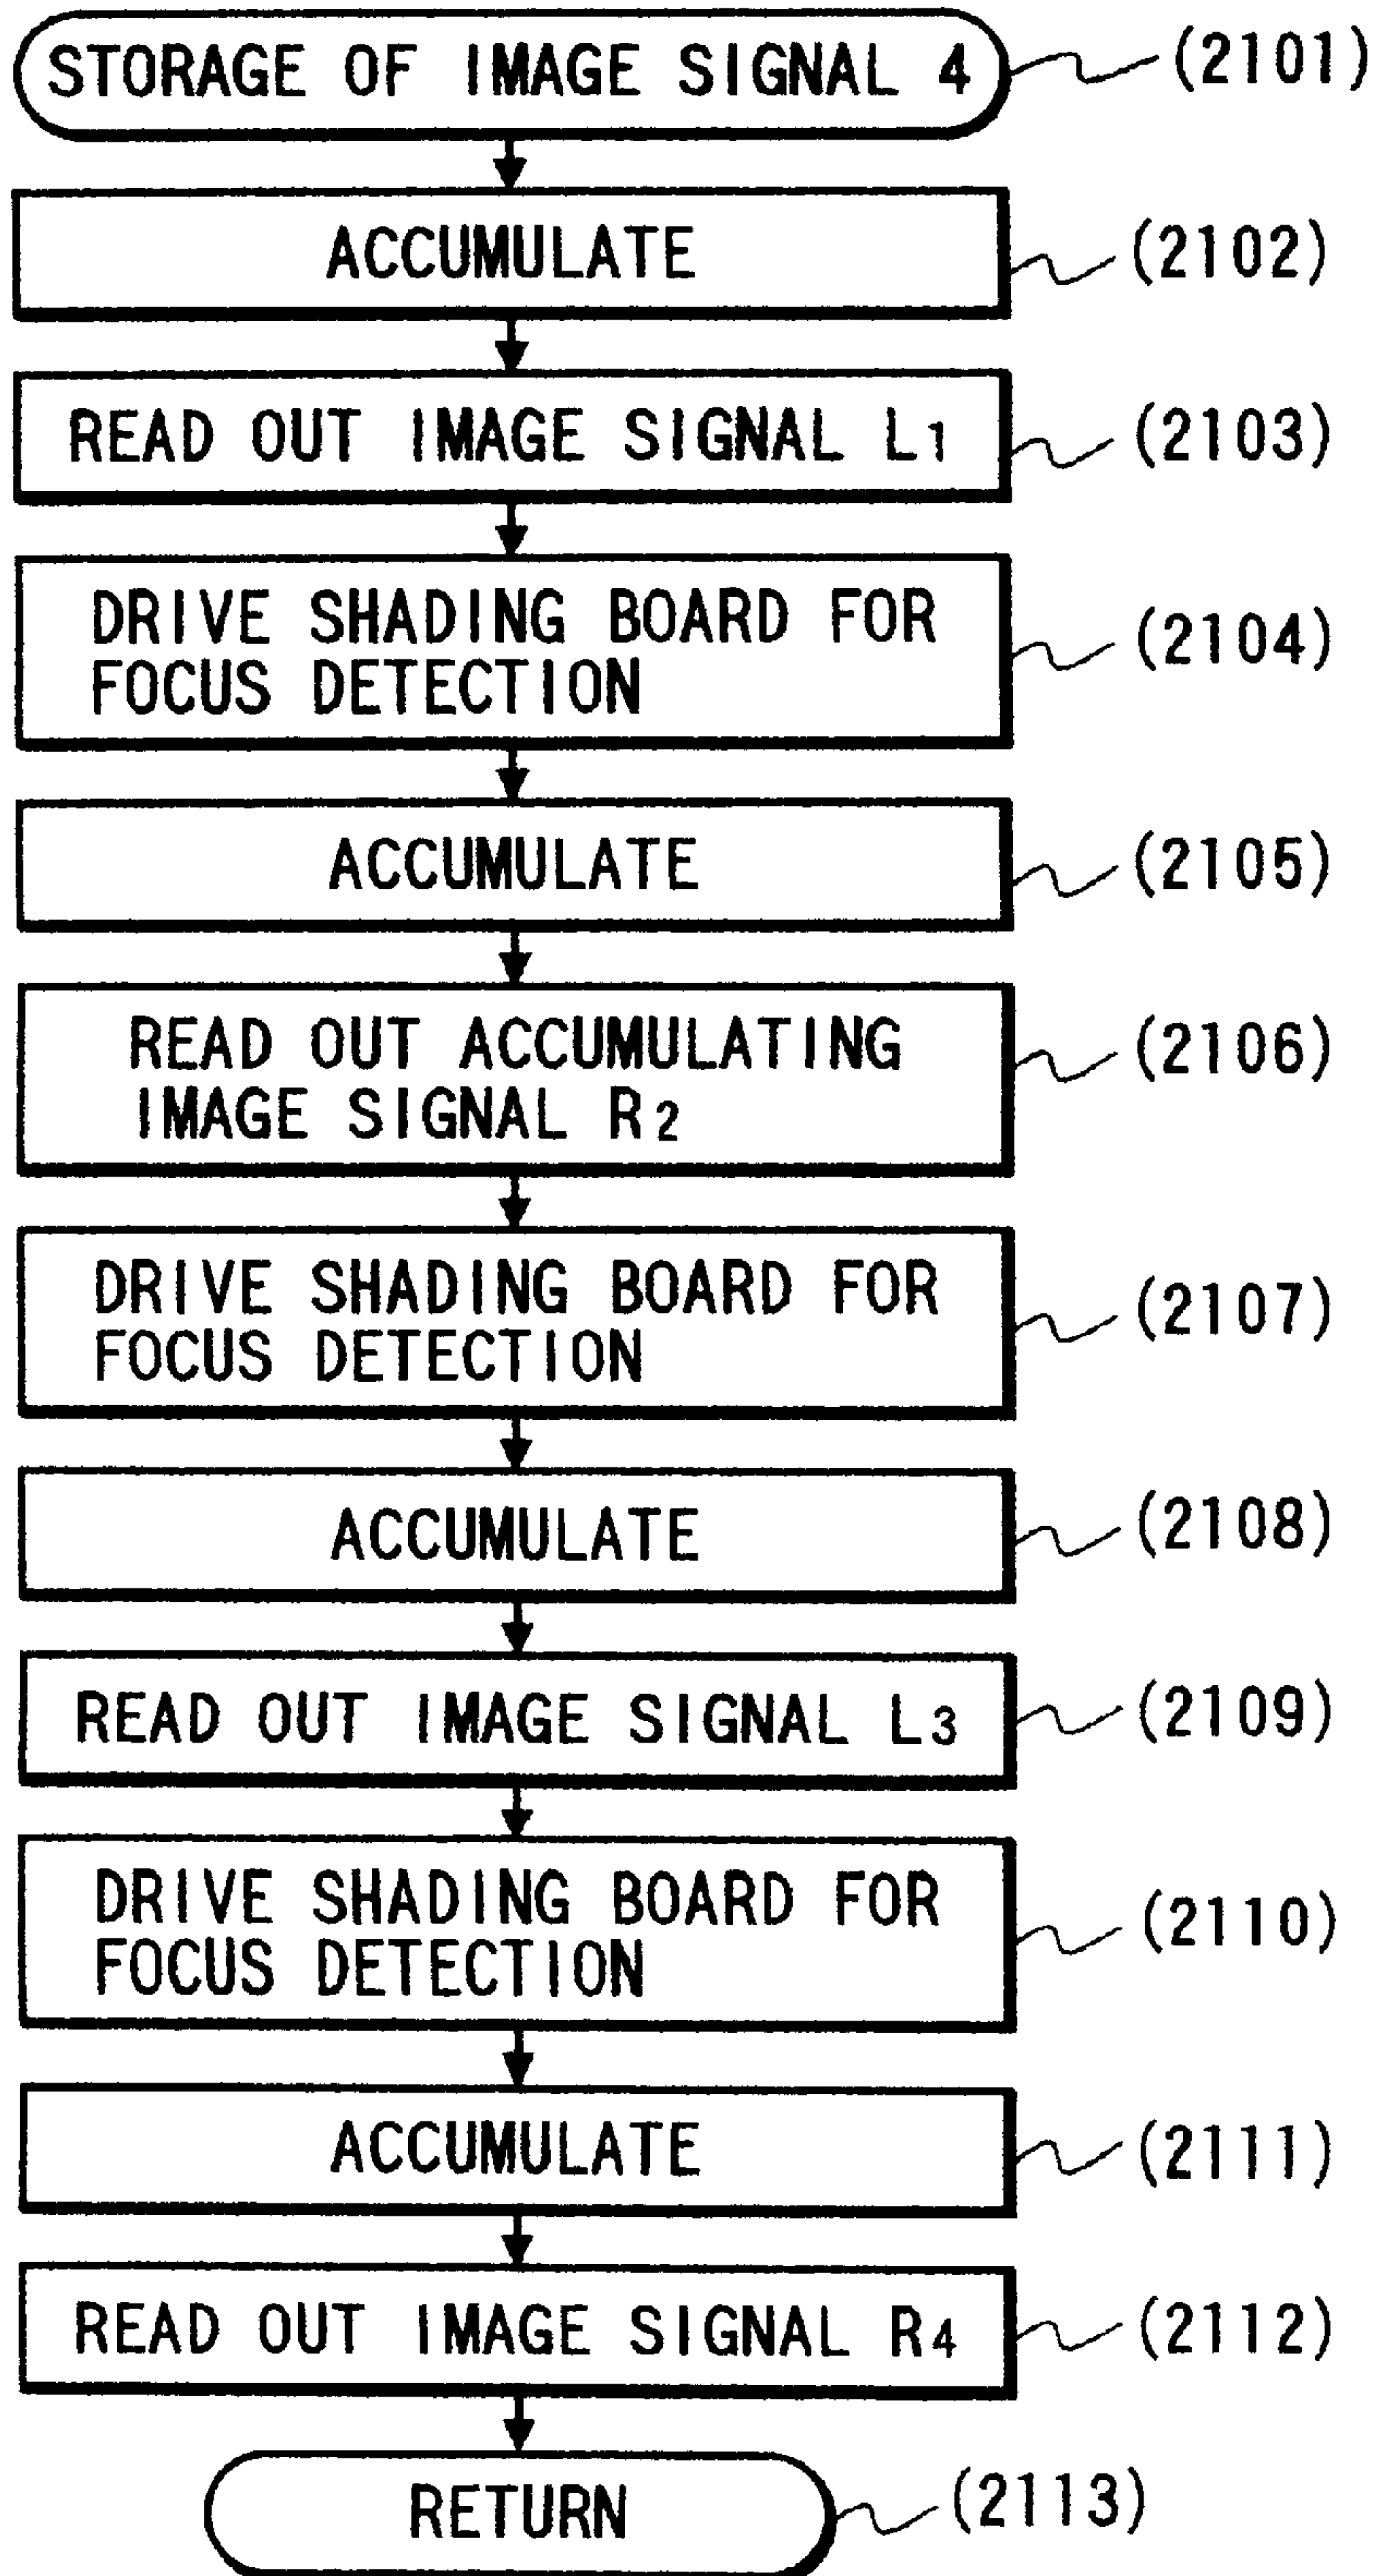 STORAGE OF IMAGE SIGNAL 4 (2101)
ACCUMULATE (2102)
READ OUT IMAGE SIGNAL L1 (2103)
DRIVE SHADING BOARD FOR
FOCUS DETECTION
(2104)
ACCUMULATE (2105)
READ OUT ACCUMULATING
IMAGE SIGNAL R2
(2106)
DRIVE SHADING BOARD FOR
FOCUS DETECTION
(2107)
ACCUMULATE (2108)
READ OUT IMAGE SIGNAL L3 (2109)
DRIVE SHADING BOARD FOR
FOCUS DETECTION
(2110)
ACCUMULATE (2111)
READ OUT IMAGE SIGNAL R4 (2112)
RETURN (2113)